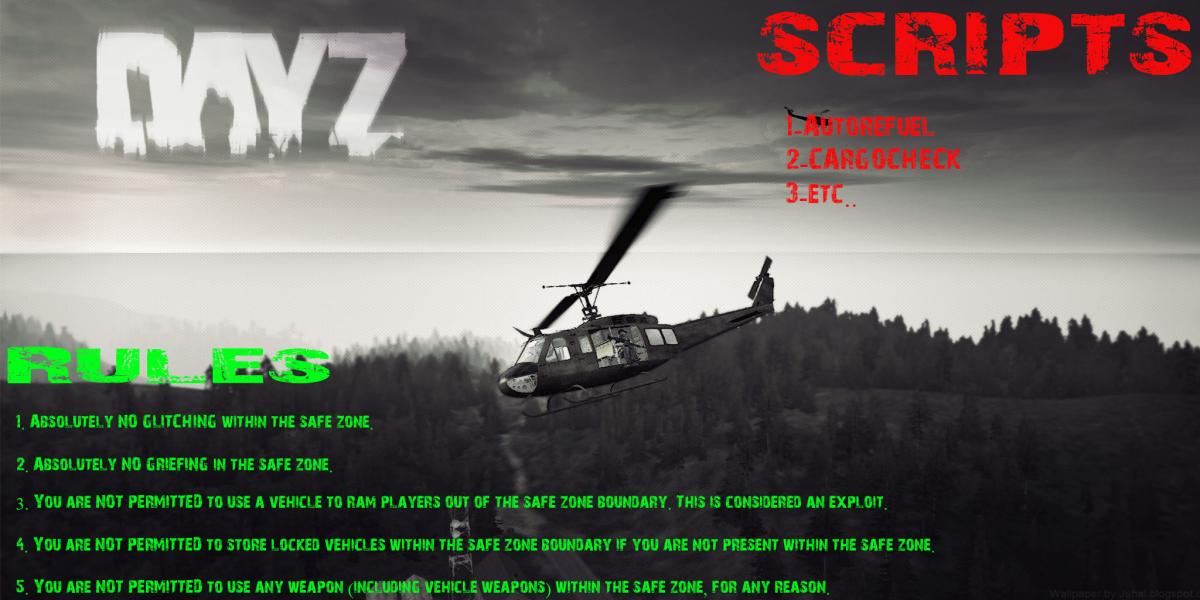 DAYZ
SCRIPTS
1-AUTOREFUEL
2-CARGOCHECK
3-ETC..
RULES
1. ABSOLUTELY NO GLITCHING WITHIN THE SAFE ZONE.
2. ABSOLUTELY NO GRIEFING IN THE SAFE ZONE.
3. YOU ARE NOT PERMITTED TO USE A VEHICLE TO RAM PLAYERS OUT OF THE SAFE ZONE BOUNDARY. THIS IS CONSIDERED AN EXPLOIT.
4. YOU ARE NOT PERMITTED TO STORE LOCKED VEHICLES WITHIN THE SAFE ZONE BOUNDARY IF YOU ARE NOT PRESENT WITHIN THE SAFE ZONE.
5. YOU ARE NOT PERMITTED TO USE ANY WEAPON (INCLUDING VEHICLE WEAPONS) WITHIN THE SAFE ZONE, FOR ANY REASON.
Wallpaper by